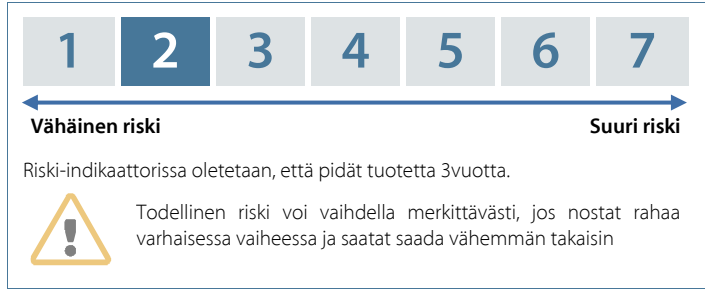 1 2 3 4 5 6 7
Vähäinen riski Suuri riski
Riski-indikaattorissa oletetaan, että pidät tuotetta 3vuotta.
Todellinen riski voi vaihdella merkittävästi, jos nostat rahaa
varhaisessa vaiheessa ja saatat saada vähemmän takaisin